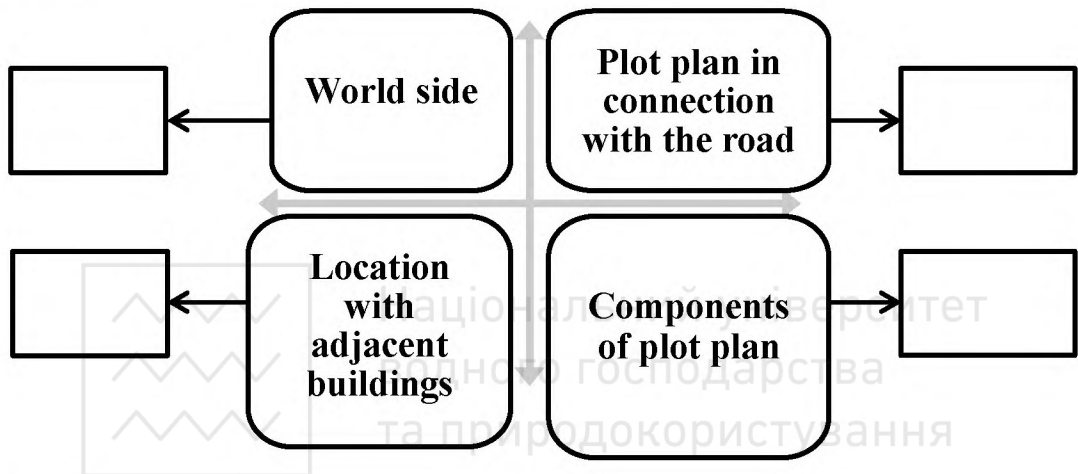 World side
Plot plan in
connection
with the road
Location
with
adjacent
buildings
Components
of plot plan
Національний університет
водного господарства
та природокористування